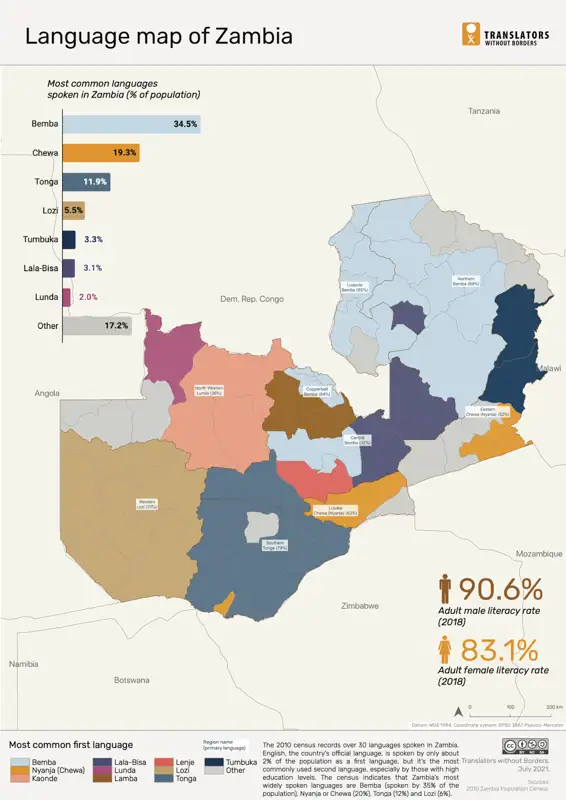 Language map of Zambia
TRANSLATORS
WITHOUT BORDERS
Most common languages
spoken in Zambia (% of population)
Bemba 34.5%
Chewa 19.3%
Tonga 11.9%
Lozi 5.5%
Tumbuka 3.3%
Lala-Bisa 3.1%
Lunda 2.0%
Other 17.2%
Tanzania
Dem. Rep. Congo
Angola
Malawi
Mozambique
Zimbabwe
Namibia
Botswana
Luapula
Bemba
Northern
Bemba (69%)
North Western
Lunda
Copperbelt
Bemba (84%)
Eastern
Chewa (Nyanja) (52%)
Central
Bemba
Lusaka
Chewa (Nyanja)
Western
Lozi
Southern
Tonga
90.6%
Adult male literacy rate
(2018)
83.1%
Adult female literacy rate
(2018)
0 100 200 km
Datum: WGS 1984. Coordinate system: EPSG 3857 Pseudo-Mercator
Most common first language
Region name
(primary language)
Bemba
Nyanja (Chewa)
Kaonde
Lala-Bisa
Lunda
Lamba
Lenje
Lozi
Tonga
Tumbuka
Other
The 2010 census records over 30 languages spoken in Zambia.
English, the country's official language, is spoken by only about
2% of the population as a first language, but it's the most
commonly used second language, especially by those with high
education levels. The census indicates that Zambia's most
widely spoken languages are Bemba (spoken by 35% of the
population), Nyanja or Chewa (20%), Tonga (12%) and Lozi (6%).
CC BY NC SA
Translators without Borders.
July 2021.
Sources:
2010 Zambia Population Census.